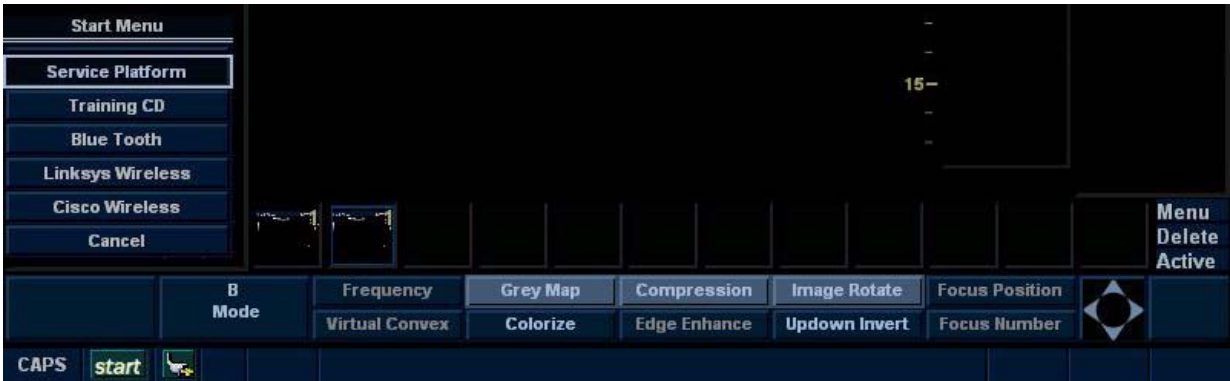 Start Menu
Service Platform
Training CD
Blue Tooth
Linksys Wireless
Cisco Wireless
Cancel
15
Menu
Delete
Active
B
Mode
Frequency
Grey Map
Compression
Image Rotate
Focus Position
Virtual Convex
Colorize
Edge Enhance
Updown Invert
Focus Number
CAPS
start